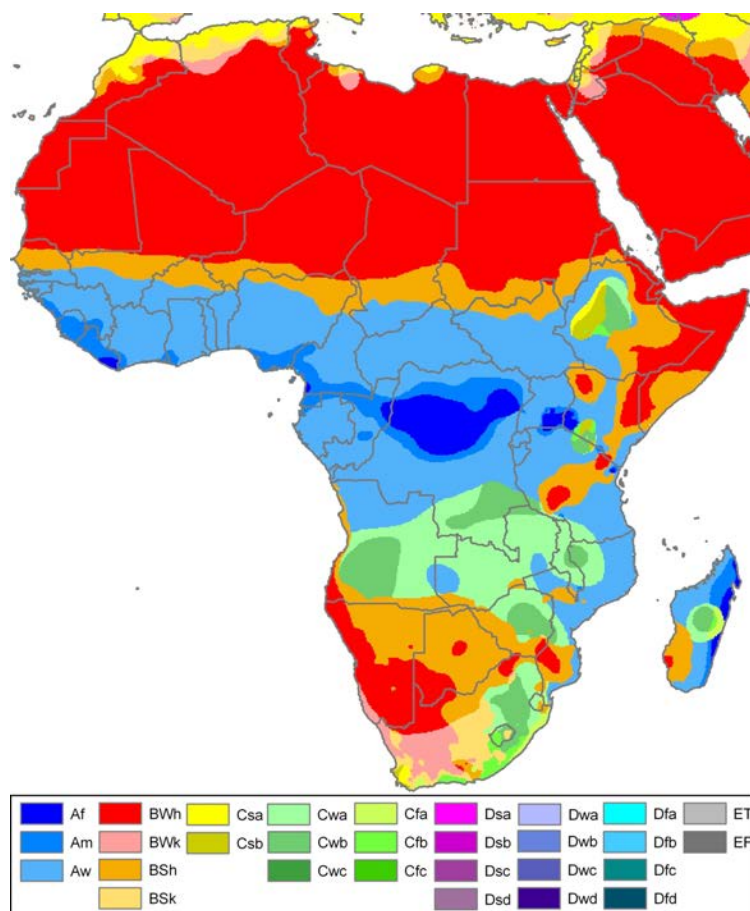 Af BWh Csa Cwa Cfa Dsa Dwa Dfa ET
Am BWk Csb Cwb Cfb Dsb Dwb Dfb EF
Aw BSh Cwc Cfc Dsc Dwc Dfc
BSk Dsd Dwd Dfd